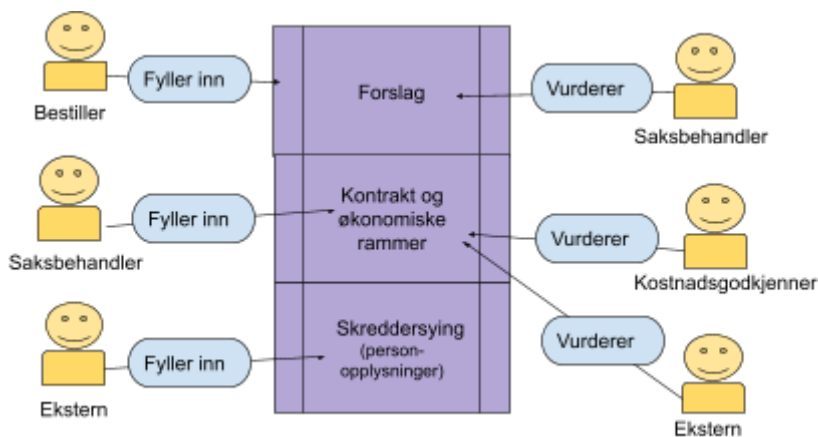 Bestiller
Fyller inn
Forslag
Vurderer
Saksbehandler
Saksbehandler
Fyller inn
Kontrakt og
økonomiske
rammer
Vurderer
Kostnadsgodkjenner
Ekstern
Fyller inn
Skreddersying
(person-
opplysninger)
Vurderer
Ekstern